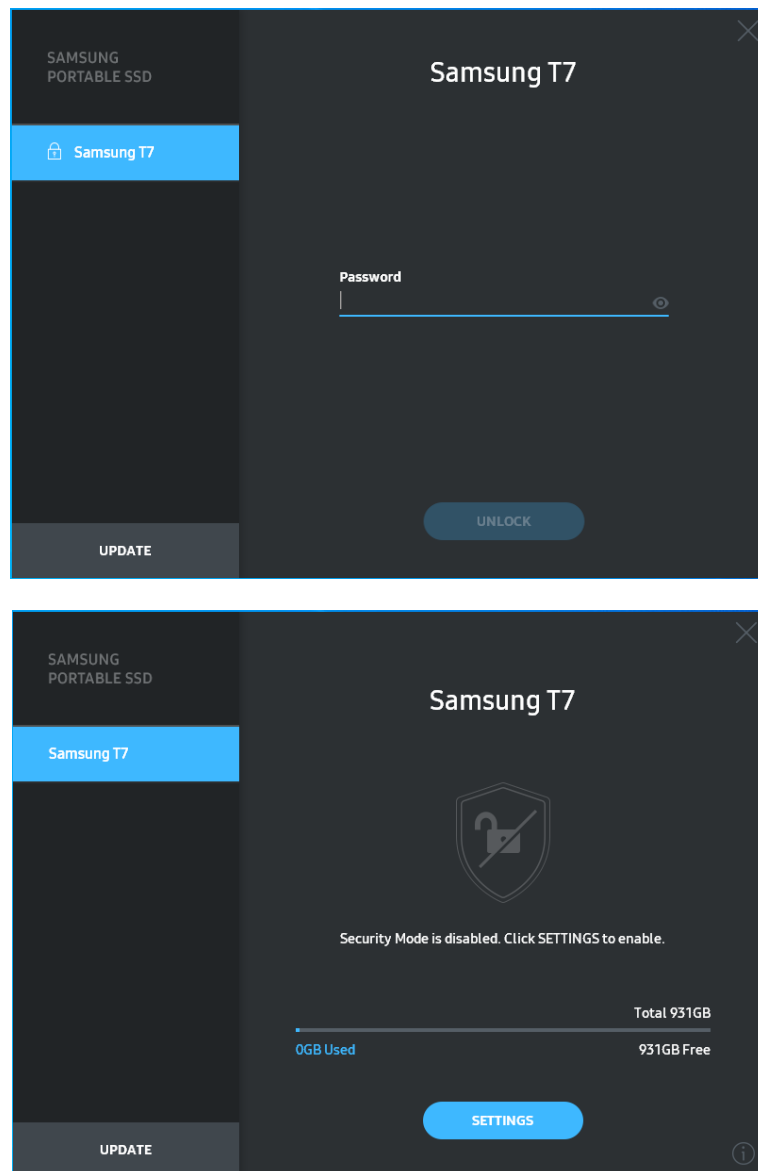 SAMSUNG
PORTABLE SSD
Samsung T7
Samsung T7
Password
UNLOCK
UPDATE
SAMSUNG
PORTABLE SSD
Samsung T7
Samsung T7
Security Mode is disabled. Click SETTINGS to enable.
Total 931GB
0GB Used 931GB Free
SETTINGS
UPDATE